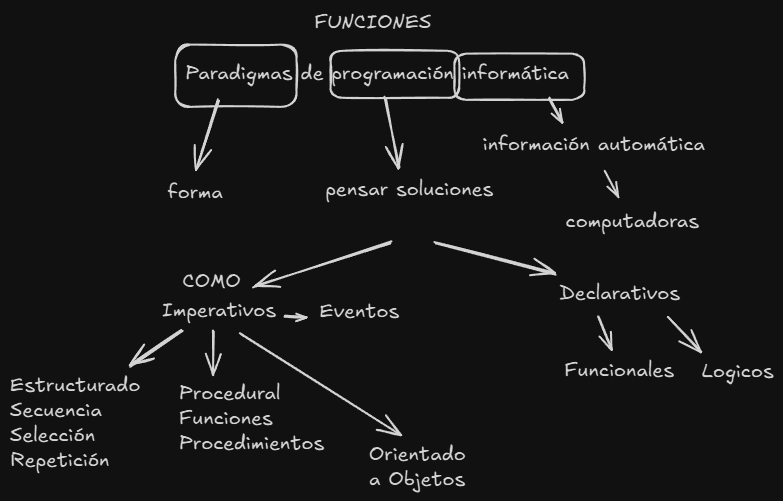 FUNCIONES
Paradigmas de programación informática
información automática
forma
pensar soluciones
computadoras
COMO
Imperativos
Eventos
Declarativos
Funcionales
Logicos
Estructurado
Secuencia
Selección
Repetición
Procedural
Funciones
Procedimientos
Orientado
a Objetos